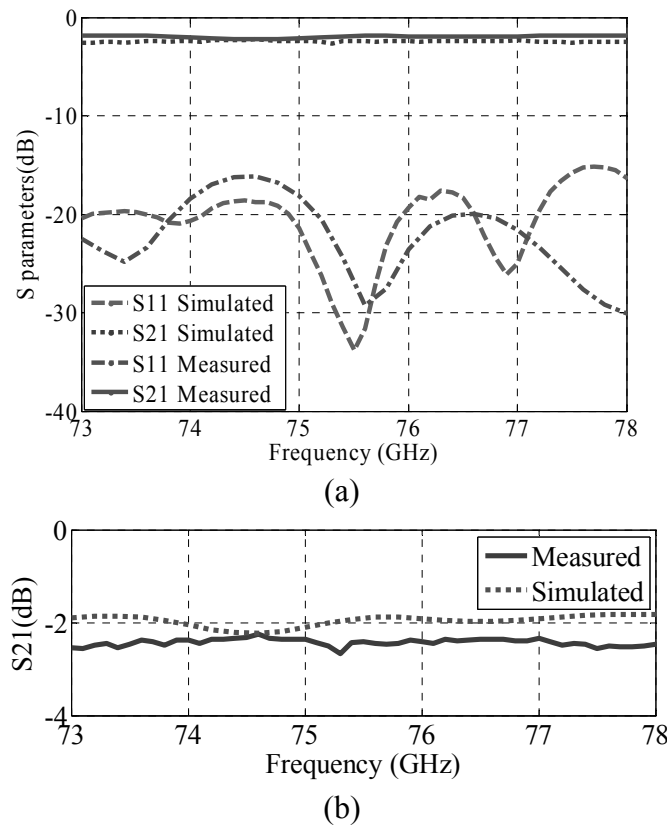 (a)
0
-10
-20
-30
-40
S parameters(dB)
S11 Simulated
S21 Simulated
S11 Measured
S21 Measured
73 74 75 76 77 78
Frequency (GHz)
(a)
0
-2
-4
S21(dB)
Measured
Simulated
73 74 75 76 77 78
Frequency (GHz)
(b)